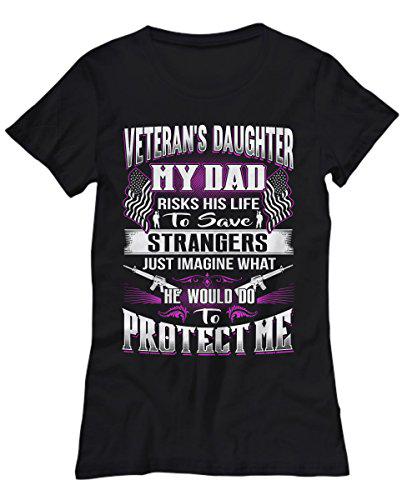 VETERAN'S DAUGHTER
MY DAD
RISKS HIS LIFE
To Save
STRANGERS
JUST IMAGINE WHAT
HE WOULD DO
To
PROTECT ME